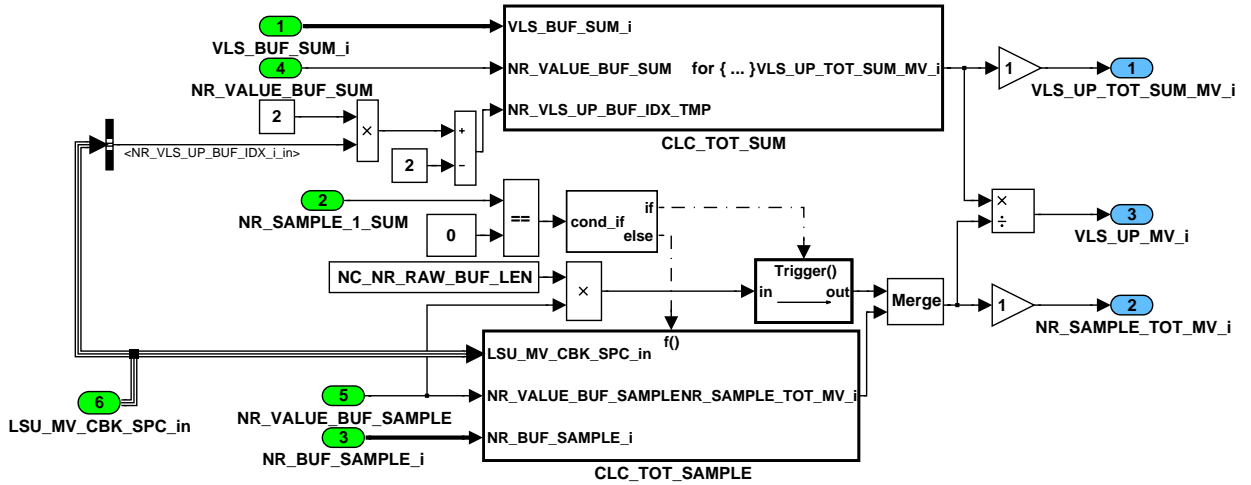 1
VLS_BUF_SUM_i
4
NR_VALUE_BUF_SUM
VLS_BUF_SUM_i
NR_VALUE_BUF_SUM for { ... }VLS_UP_TOT_SUM_MV_i
NR_VLS_UP_BUF_IDX_TMP
CLC_TOT_SUM
1
1
VLS_UP_TOT_SUM_MV_i
2
×
<NR_VLS_UP_BUF_IDX_i_in>
2
+
−
2
NR_SAMPLE_1_SUM
0
==
cond_if
if
else
×
÷
3
VLS_UP_MV_i
NC_NR_RAW_BUF_LEN
×
Trigger()
in out
Merge
1
2
NR_SAMPLE_TOT_MV_i
f()
LSU_MV_CBK_SPC_in
NR_VALUE_BUF_SAMPLENR_SAMPLE_TOT_MV_i
NR_BUF_SAMPLE_i
CLC_TOT_SAMPLE
6
LSU_MV_CBK_SPC_in
5
NR_VALUE_BUF_SAMPLE
3
NR_BUF_SAMPLE_i